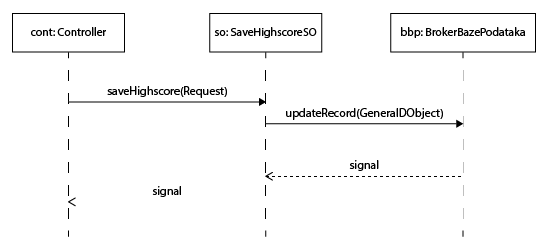 cont: Controller
so: SaveHighscoreSO
bbp: BrokerBazePodataka
saveHighscore(Request)
updateRecord(GeneralDObject)
signal
signal